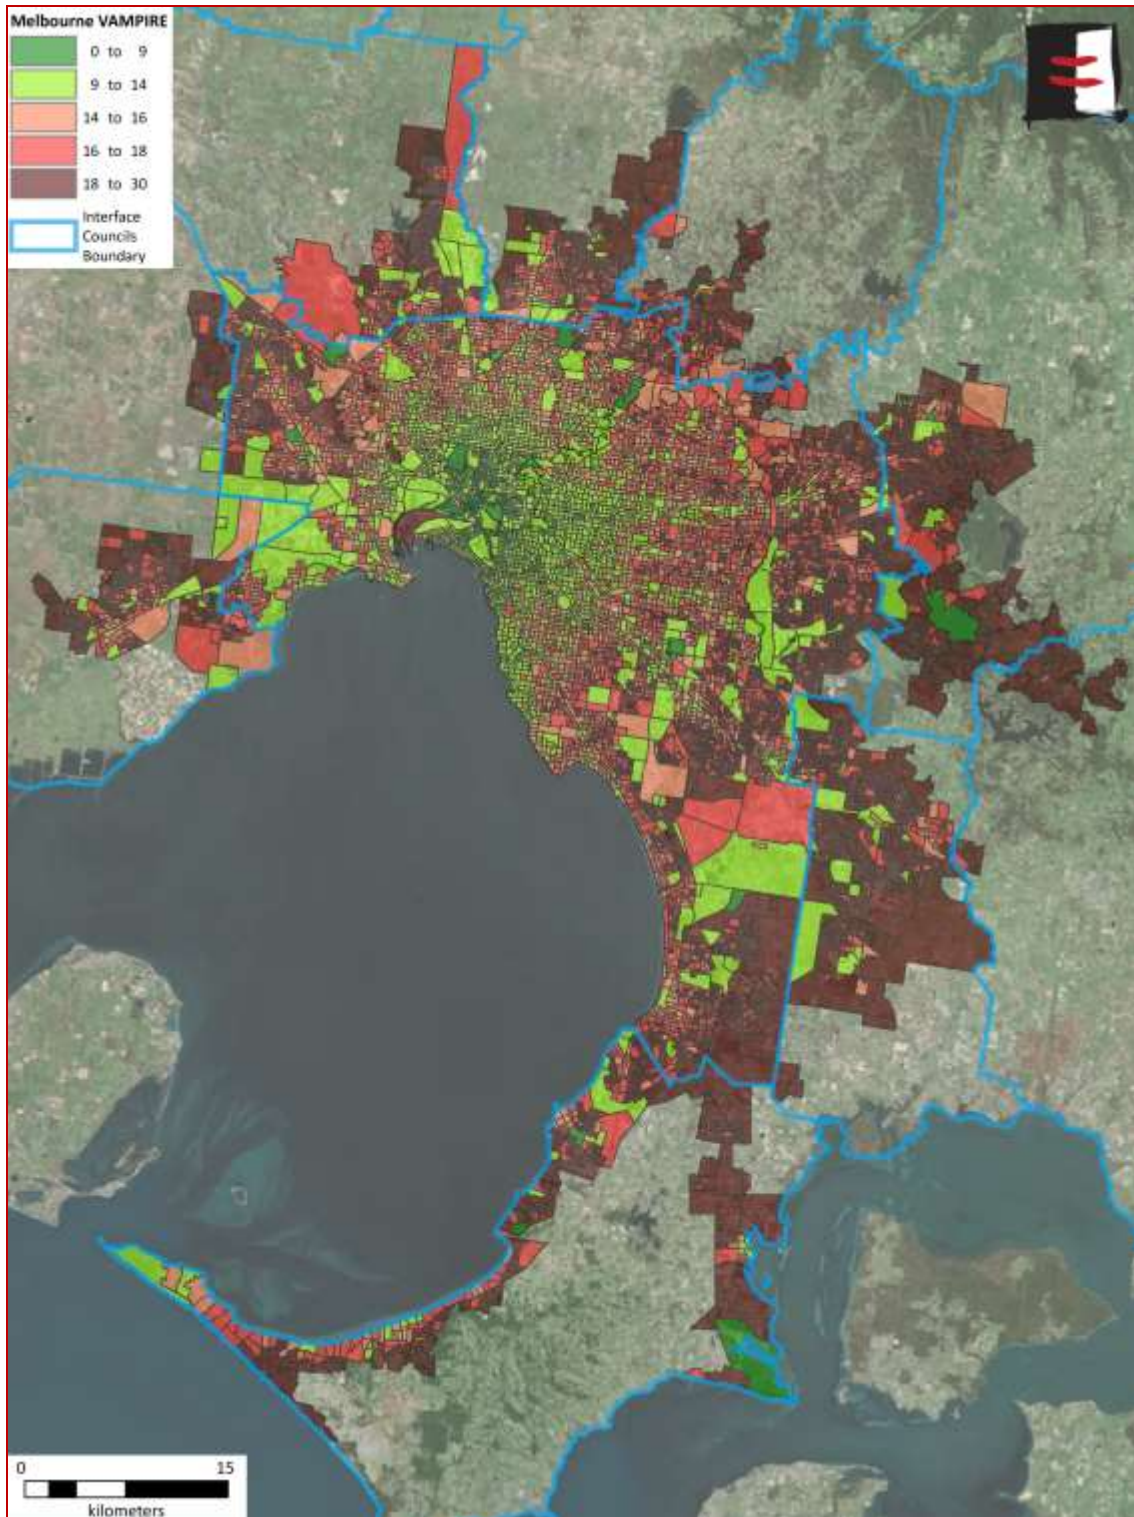 Melbourne VAMPIRE
0 to 9
9 to 14
14 to 16
16 to 18
18 to 30
Interface
Councils
Boundary
0 15
kilometers